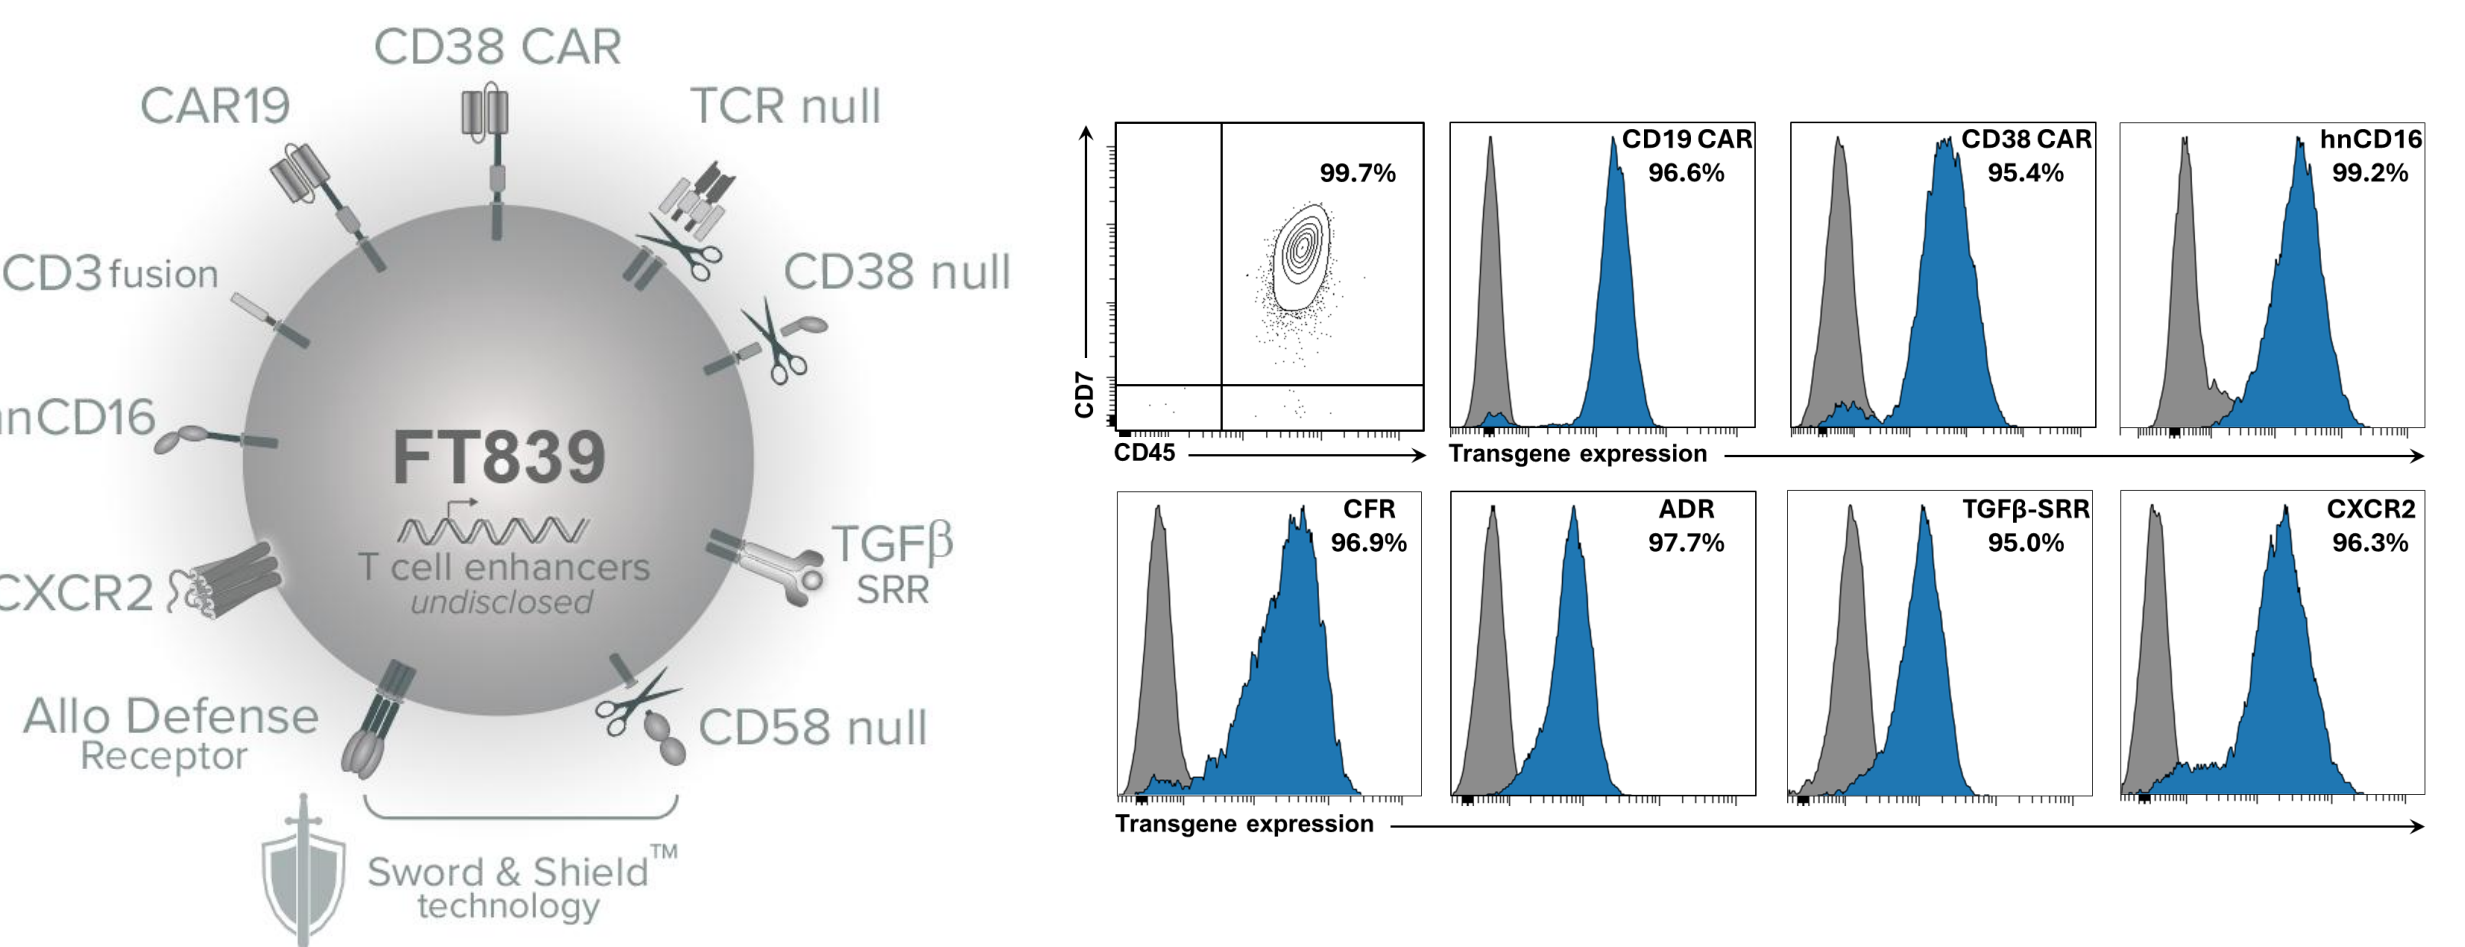 CD38 CAR
CAR19
TCR null
CD3 fusion
CD38 null
hnCD16
FT839
T cell enhancers
undisclosed
CXCR2
TGFβ
SRR
Allo Defense
Receptor
CD58 null
Sword & Shield™
technology
99.7%
CD7
CD45
CD19 CAR
96.6%
CD38 CAR
95.4%
hnCD16
99.2%
Transgene expression
CFR
96.9%
ADR
97.7%
TGFβ-SRR
95.0%
CXCR2
96.3%
Transgene expression